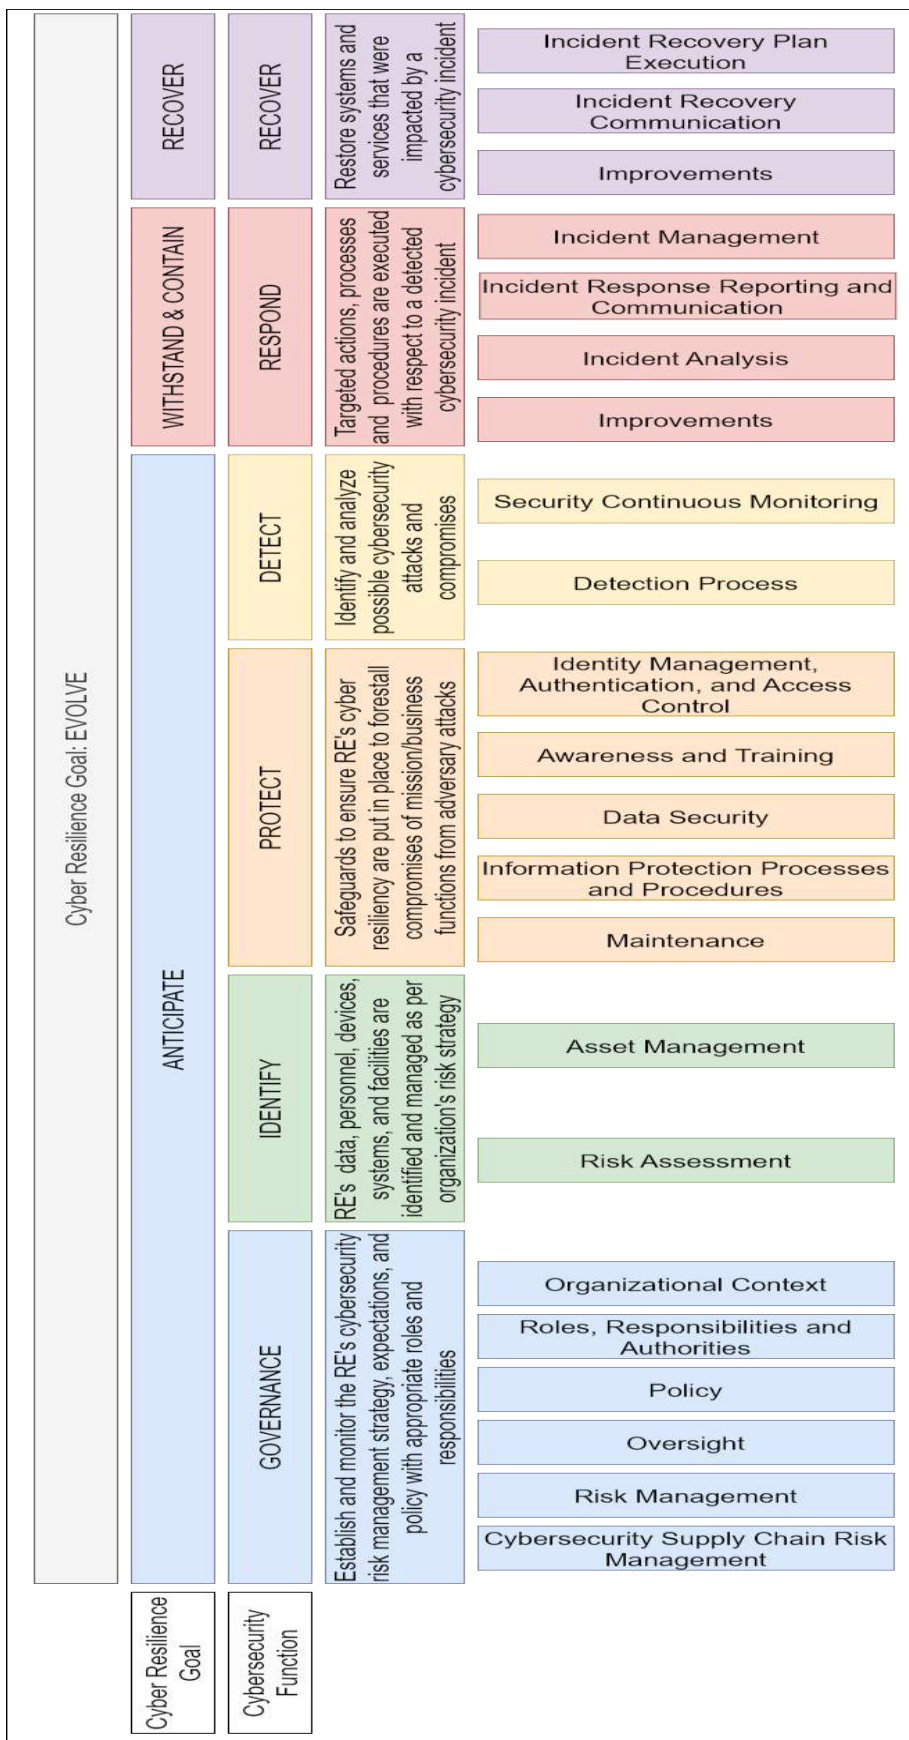 Cyber Resilience Goal: EVOLVE
Cyber Resilience
Goal
ANTICIPATE
WITHSTAND & CONTAIN
RECOVER
Cybersecurity
Function
GOVERNANCE
IDENTIFY
PROTECT
DETECT
RESPOND
RECOVER
Establish and monitor the RE's cybersecurity
risk management strategy, expectations, and
policy with appropriate roles and
responsibilities
RE's data, personnel, devices,
systems, and facilities are
identified and managed as per
organization's risk strategy
Safeguards to ensure RE's cyber
resiliency are put in place to forestall
compromises of mission/business
functions from adversary attacks
Identify and analyze
possible cybersecurity
attacks and
compromises
Targeted actions, processes
and procedures are executed
with respect to a detected
cybersecurity incident
Restore systems and
services that were
impacted by a
cybersecurity incident
Incident Recovery Plan
Execution
Incident Recovery
Communication
Improvements
Incident Management
Incident Response Reporting and
Communication
Incident Analysis
Improvements
Security Continuous Monitoring
Detection Process
Identity Management,
Authentication, and Access
Control
Awareness and Training
Data Security
Information Protection Processes
and Procedures
Maintenance
Asset Management
Risk Assessment
Organizational Context
Roles, Responsibilities and
Authorities
Policy
Oversight
Risk Management
Cybersecurity Supply Chain Risk
Management